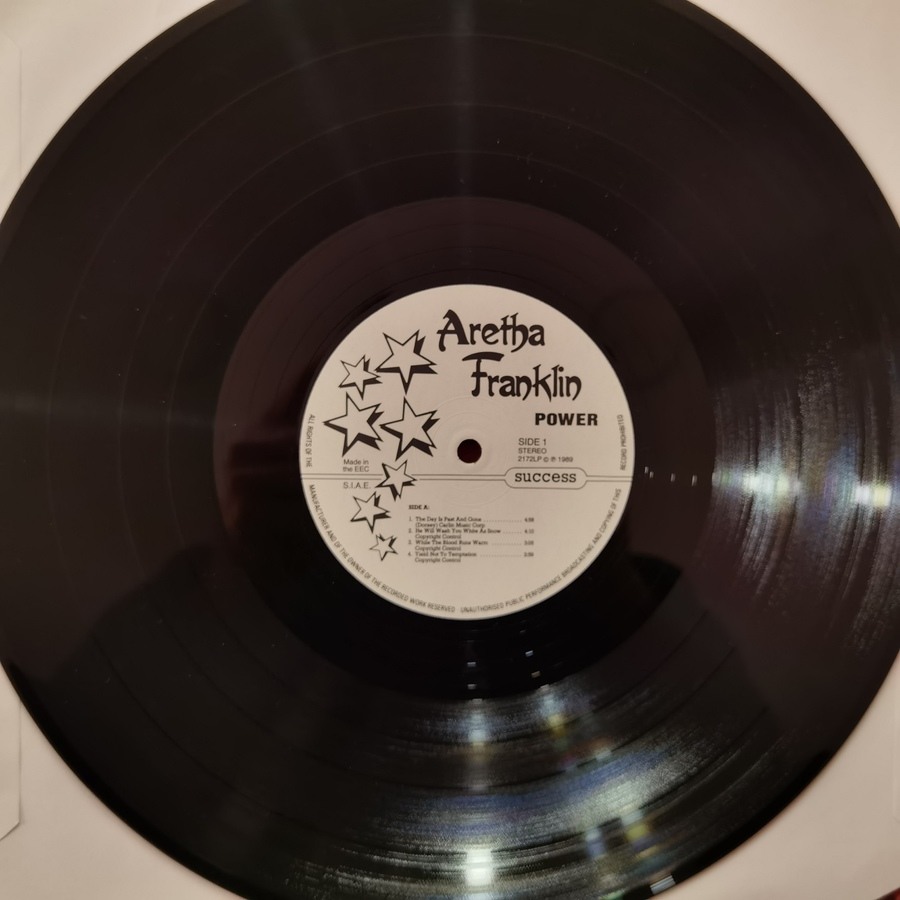 Aretha
Franklin
POWER
SIDE 1
STEREO
2172LP © ℗ 1989
success
Made in
the EEC
S.I.A.E.
SIDE A:
1. The Day Is Past And Gone 4:58
(Dorsey) Carlin Music Corp
2. He Will Wash You White As Snow
Copyright Control
3. While The Blood Runs Warm
Copyright Control
4. Yield Not To Temptation
Copyright Control
ALL RIGHTS OF THE MANUFACTURER AND OF THE OWNER OF THE RECORDED WORK RESERVED UNAUTHORISED PUBLIC PERFORMANCE BROADCASTING AND COPYING OF THIS RECORD PROHIBITED